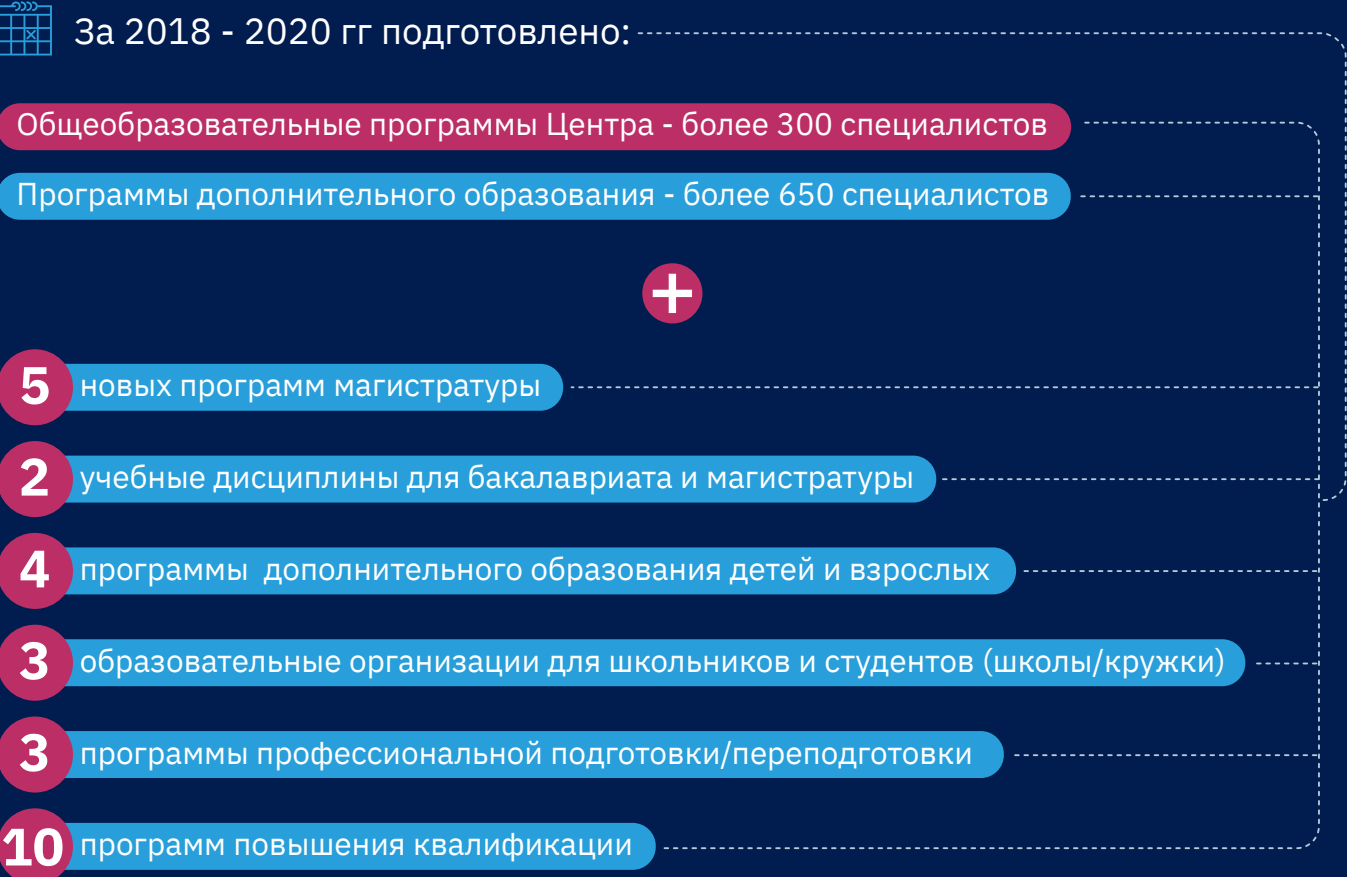 За 2018 - 2020 гг подготовлено:
Общеобразовательные программы Центра - более 300 специалистов
Программы дополнительного образования - более 650 специалистов
+
5 новых программ магистратуры
2 учебные дисциплины для бакалавриата и магистратуры
4 программы  дополнительного образования детей и взрослых
3 образовательные организации для школьников и студентов (школы/кружки)
3 программы профессиональной подготовки/переподготовки
10 программ повышения квалификации